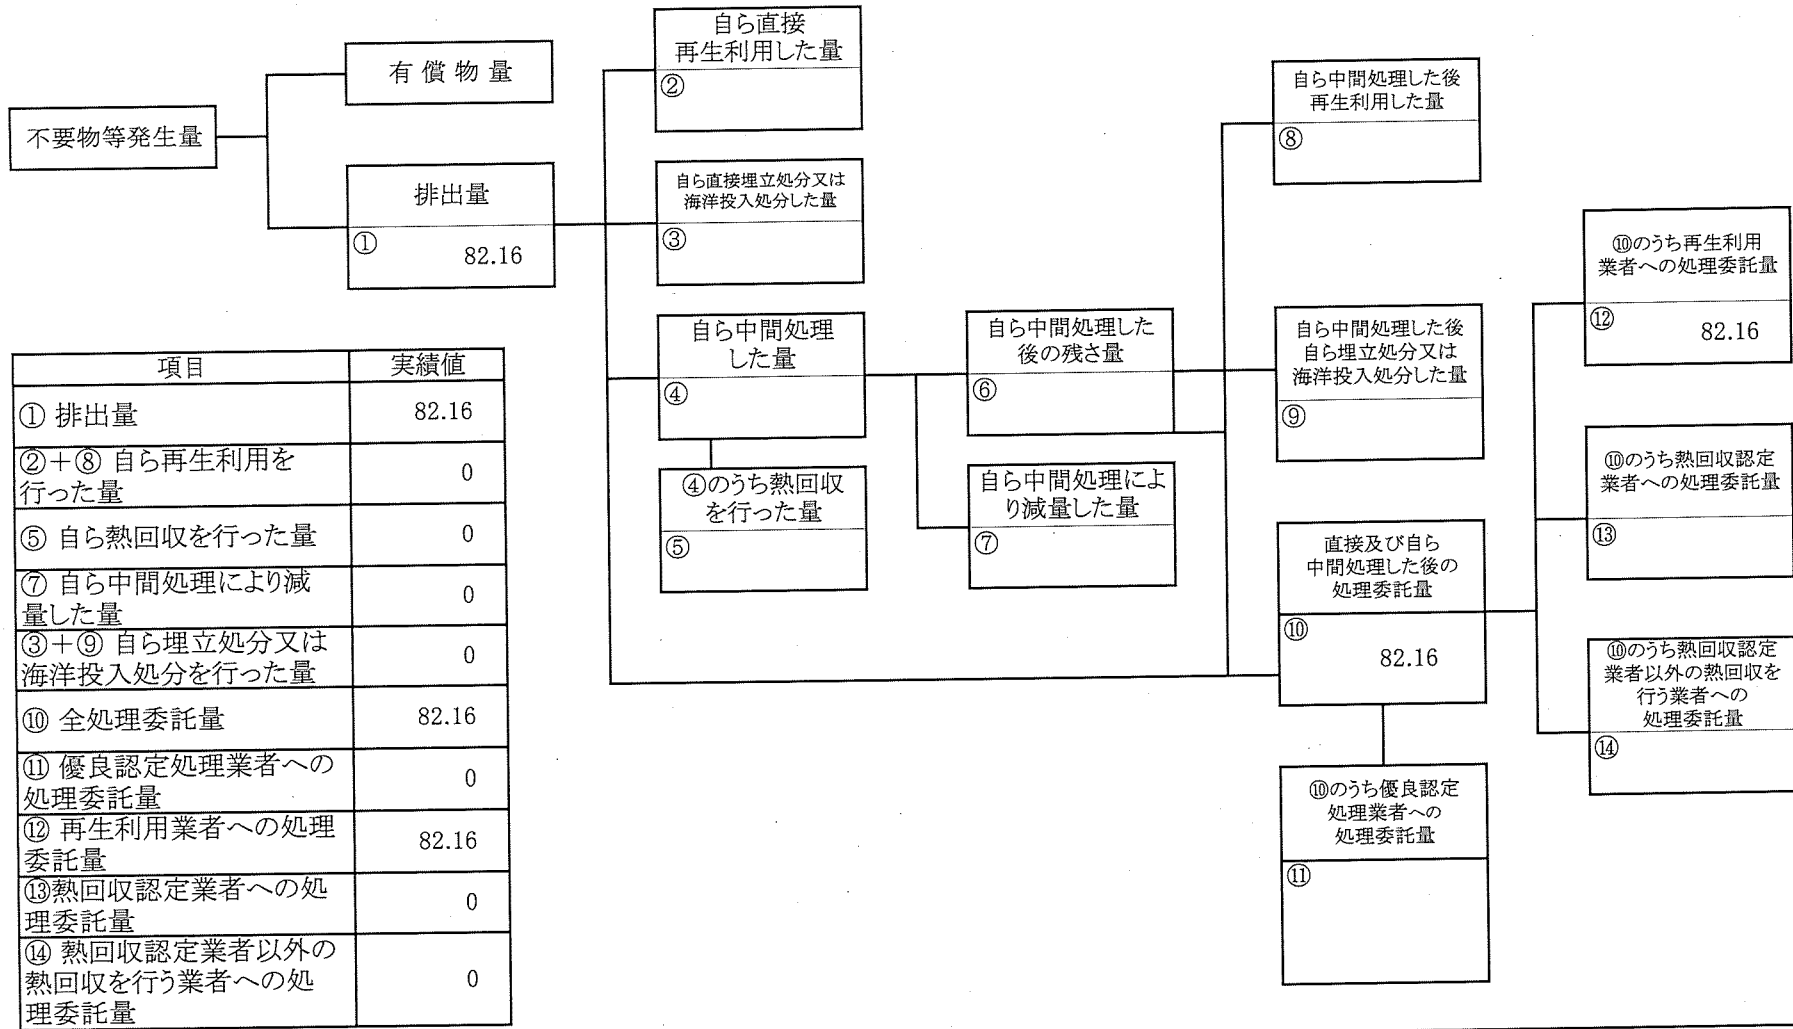 不要物等発生量
有償物量
排出量
①
82.16
自ら直接
再生利用した量
②
自ら直接埋立処分又は
海洋投入処分した量
③
自ら中間処理
した量
④
④のうち熱回収
を行った量
⑤
自ら中間処理した
後の残さ量
⑥
自ら中間処理によ
り減量した量
⑦
自ら中間処理した後
再生利用した量
⑧
自ら中間処理した後
自ら埋立処分又は
海洋投入処分した量
⑨
直接及び自ら
中間処理した後の
処理委託量
⑩
82.16
⑩のうち優良認定
処理業者への
処理委託量
⑪
⑩のうち再生利用
業者への処理委託量
⑫
82.16
⑩のうち熱回収認定
業者への処理委託量
⑬
⑩のうち熱回収認定
業者以外の熱回収を
行う業者への
処理委託量
⑭
項目 実績値
① 排出量 82.16
②+⑧ 自ら再生利用を
行った量 0
⑤ 自ら熱回収を行った量 0
⑦ 自ら中間処理により減
量した量 0
③+⑨ 自ら埋立処分又は
海洋投入処分を行った量 0
⑩ 全処理委託量 82.16
⑪ 優良認定処理業者への
処理委託量 0
⑫ 再生利用業者への処理
委託量 82.16
⑬熱回収認定業者への処
理委託量 0
⑭ 熱回収認定業者以外の
熱回収を行う業者への処
理委託量 0